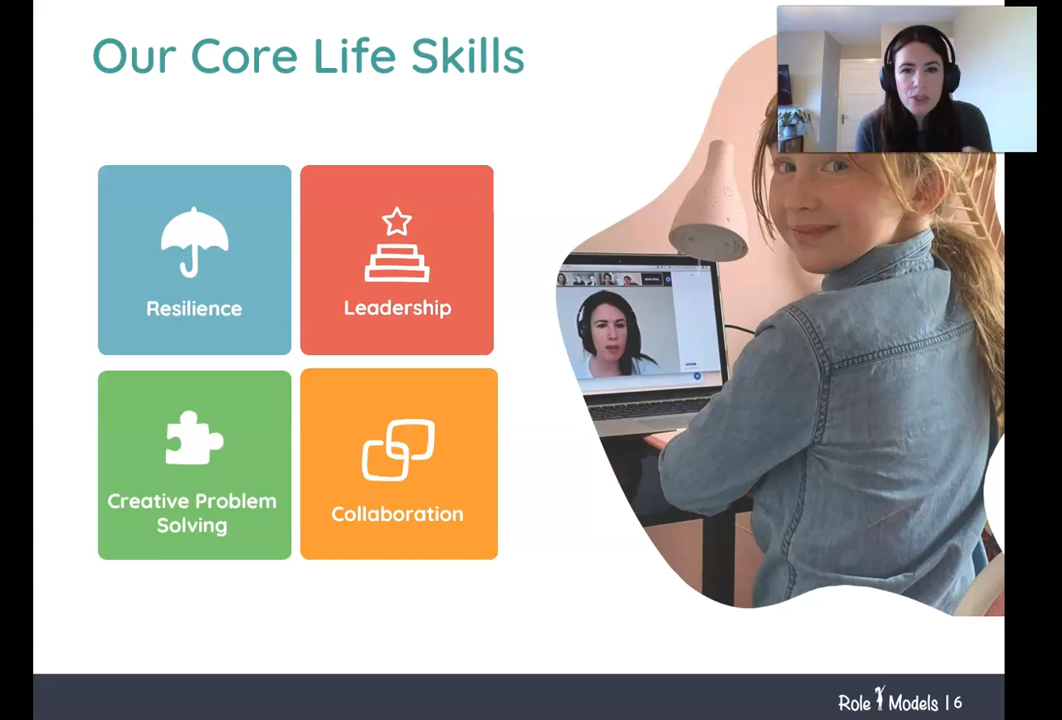 Our Core Life Skills
Resilience
Leadership
Creative Problem
Solving
Collaboration
Role Models | 6